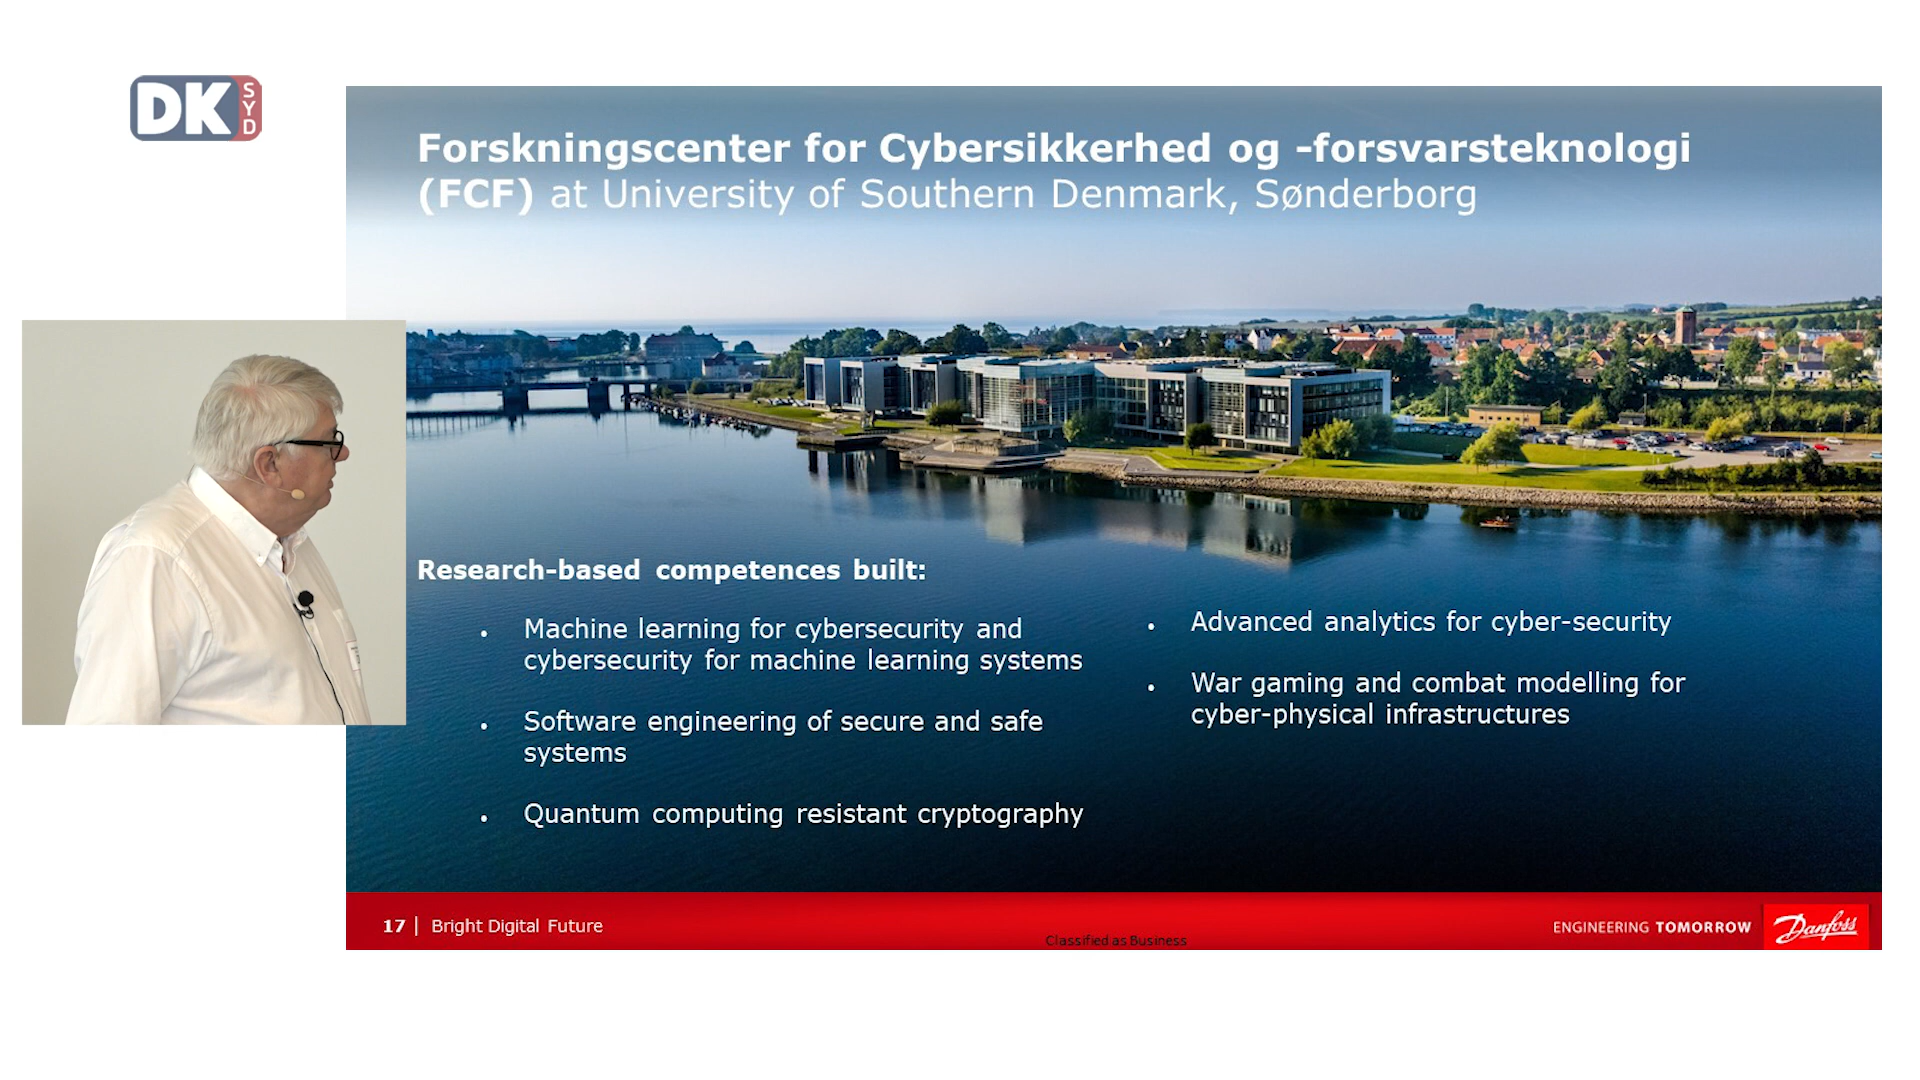 DK
SYD
Forskningscenter for Cybersikkerhed og -forsvarsteknologi
(FCF) at University of Southern Denmark, Sønderborg
Research-based competences built:
• Machine learning for cybersecurity and
cybersecurity for machine learning systems
• Software engineering of secure and safe
systems
• Quantum computing resistant cryptography
• Advanced analytics for cyber-security
• War gaming and combat modelling for
cyber-physical infrastructures
17 | Bright Digital Future
Classified as Business
ENGINEERING TOMORROW
Danfoss